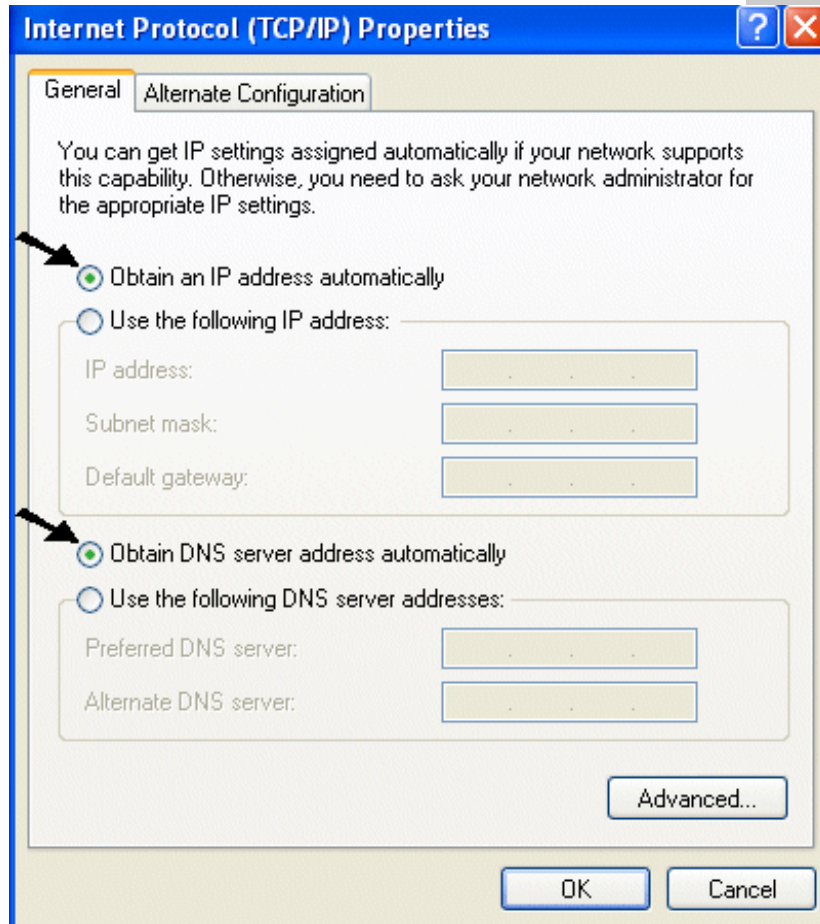 Internet Protocol (TCP/IP) Properties
General
Alternate Configuration
You can get IP settings assigned automatically if your network supports
this capability. Otherwise, you need to ask your network administrator for
the appropriate IP settings.
Obtain an IP address automatically
Use the following IP address:
IP address:
Subnet mask:
Default gateway:
Obtain DNS server address automatically
Use the following DNS server addresses:
Preferred DNS server:
Alternate DNS server:
Advanced...
OK
Cancel